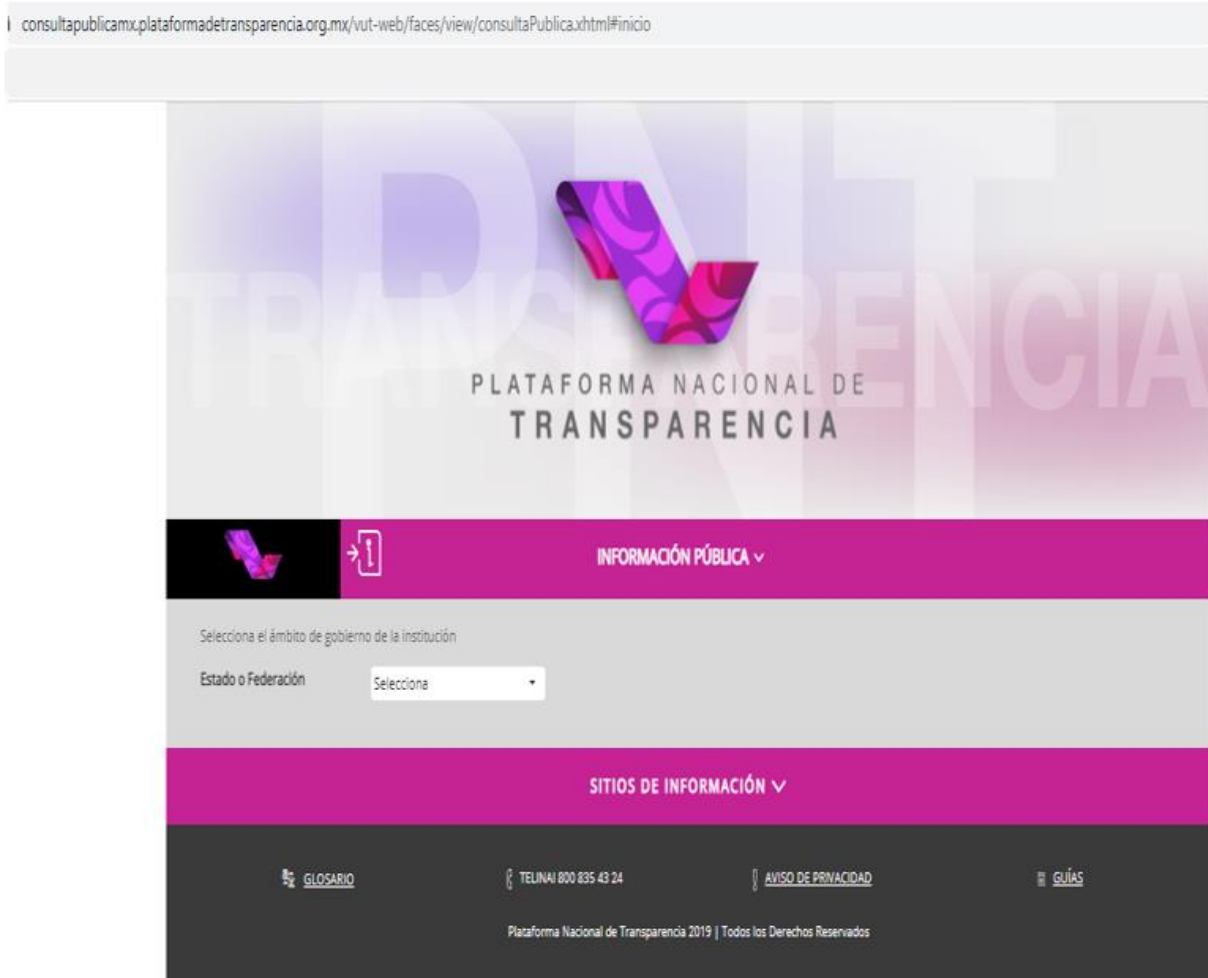 consultapublicamx.plataformadetransparencia.org.mx/vut-web/faces/view/consultaPublica.xhtml#inicio
PNT
TRANSPARENCIA
PLATAFORMA NACIONAL DE
TRANSPARENCIA
INFORMACIÓN PÚBLICA
Selecciona el ámbito de gobierno de la institución
Estado o Federación Selecciona
SITIOS DE INFORMACIÓN
GLOSARIO TELINAI 800 835 43 24 AVISO DE PRIVACIDAD GUÍAS
Plataforma Nacional de Transparencia 2019 | Todos los Derechos Reservados